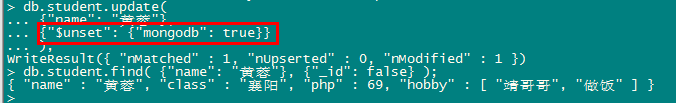 > db.student.update(
... {"name": "黄蓉"},
... {"$unset": {"mongodb": true}}
... );
WriteResult({ "nMatched" : 1, "nUpserted" : 0, "nModified" : 1 })
> db.student.find( {"name": "黄蓉"}, {"_id": false} );
{ "name" : "黄蓉", "class" : "襄阳", "php" : 69, "hobby" : [ "靖哥哥", "做饭" ] }
>